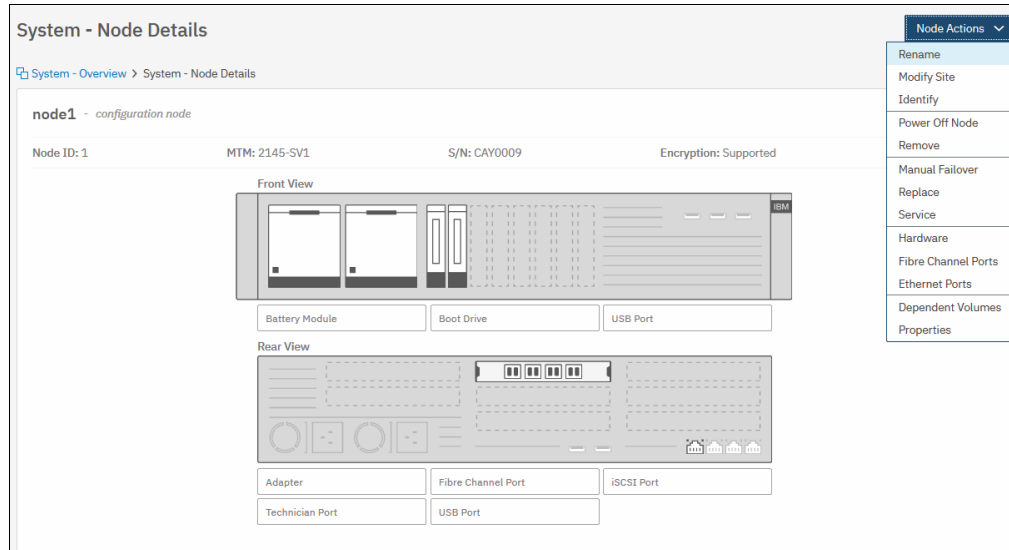 System - Node Details
Node Actions
System - Overview > System - Node Details
Rename
Modify Site
Identify
Power Off Node
Remove
Manual Failover
Replace
Service
Hardware
Fibre Channel Ports
Ethernet Ports
Dependent Volumes
Properties
node1 - configuration node
Node ID: 1 MTM: 2145-SV1 S/N: CAY0009 Encryption: Supported
Front View
IBM
Battery Module Boot Drive USB Port
Rear View
Adapter Fibre Channel Port iSCSI Port
Technician Port USB Port